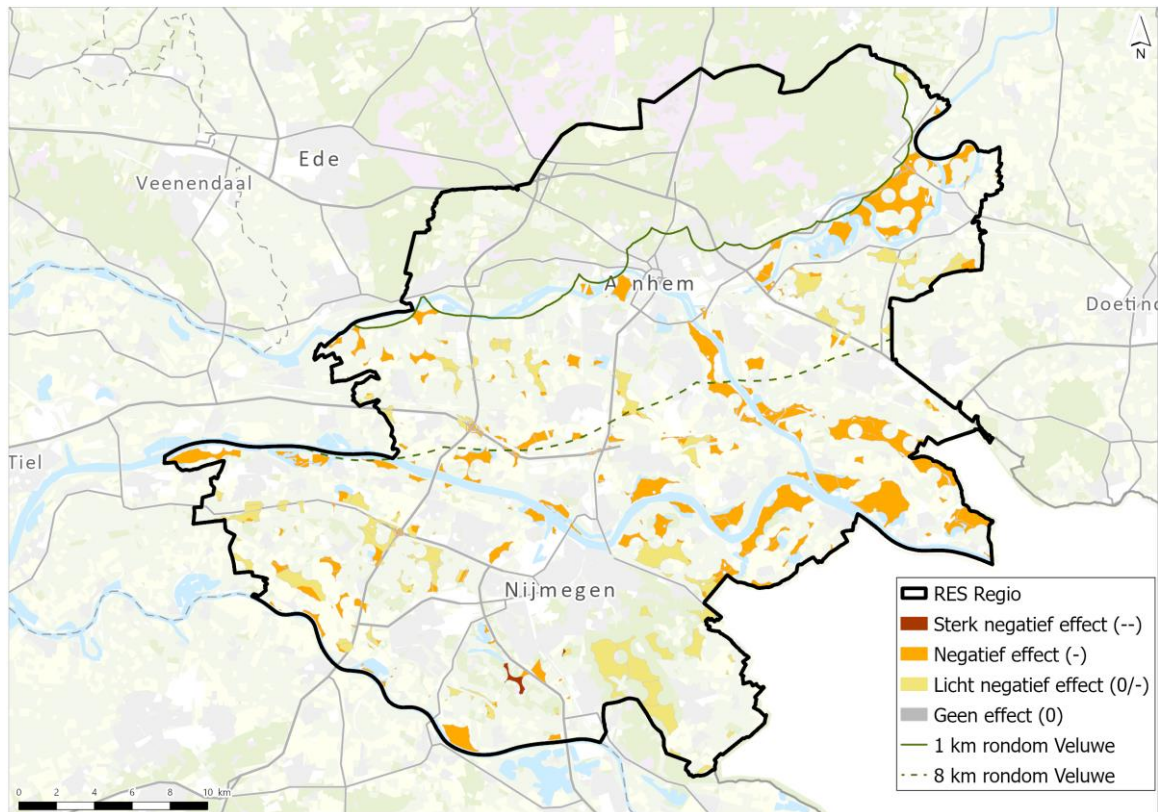 N
Ede
Veenendaal
Arnhem
Doetinc
Tiel
Nijmegen
RES Regio
Sterk negatief effect (--)
Negatief effect (-)
Licht negatief effect (0/-)
Geen effect (0)
1 km rondom Veluwe
8 km rondom Veluwe
0 2 4 6 8 10 km